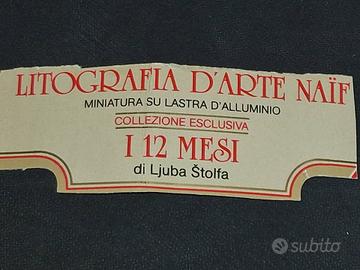 LITOGRAFIA D'ARTE NAÏF
MINIATURA SU LASTRA D'ALLUMINIO
COLLEZIONE ESCLUSIVA
I 12 MESI
di Ljuba Štolfa
subito